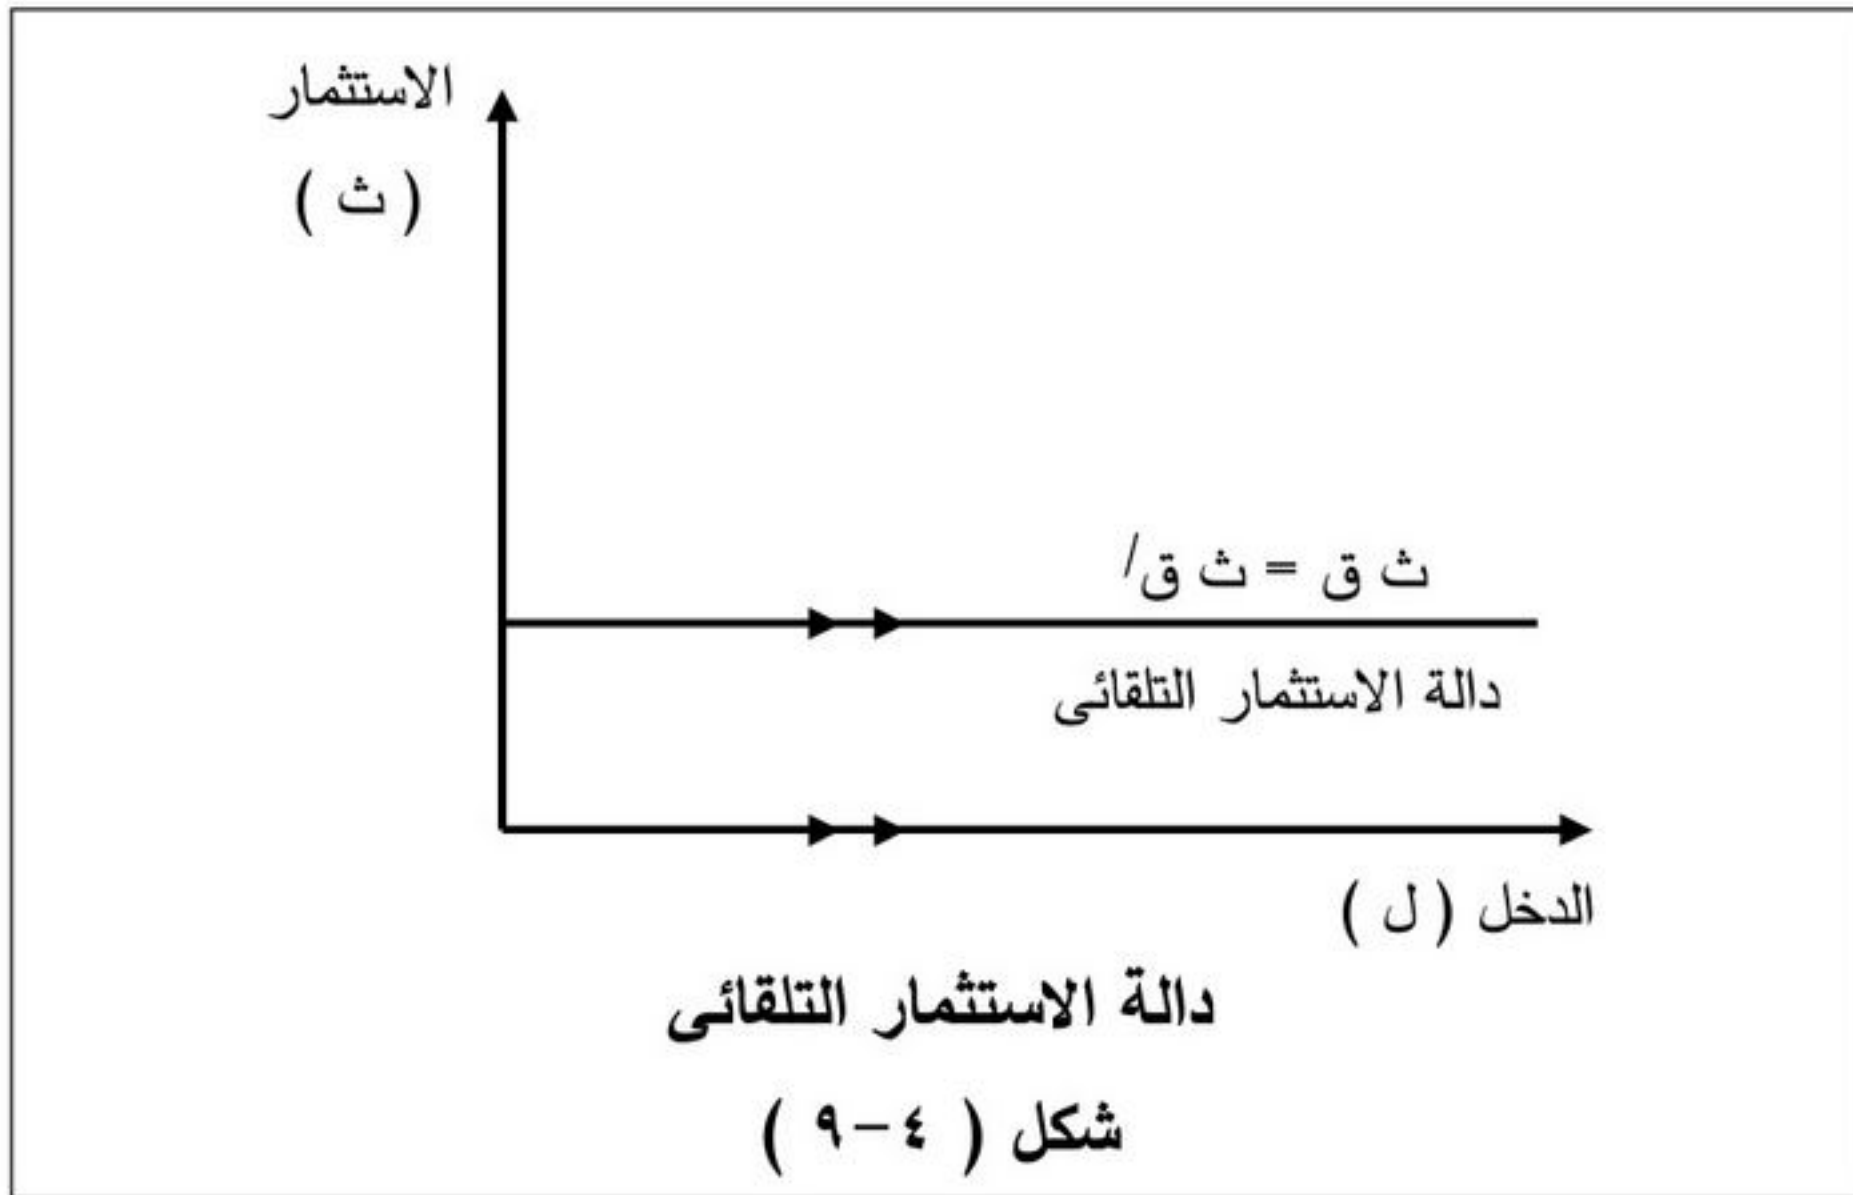 الاستثمار
( ث )
ث ق = ث ق/
دالة الاستثمار التلقائى
الدخل ( ل )
دالة الاستثمار التلقائى
شكل ( ٤-٩ )